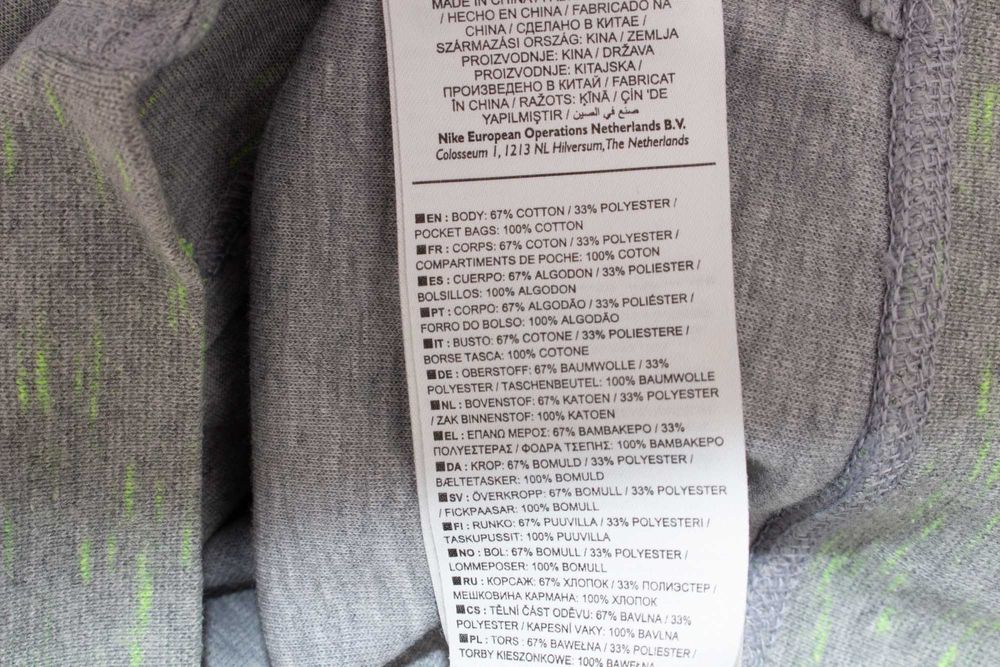 MADE IN CHINA /
/ HECHO EN CHINA / FABRICADO NA
CHINA / СДЕЛАНО В КИТАЕ /
SZÁRMAZÁSI ORSZÁG: KINA / ZEMLJA
PROIZVODNJE: KINA / DRŽAVA
PROIZVODNJE: KITAJSKA /
ПРОИЗВЕДЕНО В КИТАЙ / FABRICAT
ÎN CHINA / RAŽOTS: ĶĪNĀ / ÇİN 'DE
YAPILMIŞTIR / صنع في الصين
Nike European Operations Netherlands B.V.
Colosseum 1, 1213 NL Hilversum, The Netherlands
EN : BODY: 67% COTTON / 33% POLYESTER /
POCKET BAGS: 100% COTTON
FR : CORPS: 67% COTON / 33% POLYESTER /
COMPARTIMENTS DE POCHE: 100% COTON
ES : CUERPO: 67% ALGODON / 33% POLIESTER /
BOLSILLOS: 100% ALGODON
PT : CORPO: 67% ALGODÃO / 33% POLIÉSTER /
FORRO DO BOLSO: 100% ALGODÃO
IT : BUSTO: 67% COTONE / 33% POLIESTERE /
BORSE TASCA: 100% COTONE
DE : OBERSTOFF: 67% BAUMWOLLE / 33%
POLYESTER / TASCHENBEUTEL: 100% BAUMWOLLE
NL : BOVENSTOF: 67% KATOEN / 33% POLYESTER
/ ZAK BINNENSTOF: 100% KATOEN
EL : ΕΠΑΝΩ ΜΕΡΟΣ: 67% ΒΑΜΒΑΚΕΡΟ / 33%
ΠΟΛΥΕΣΤΕΡΑΣ / ΦΟΔΡΑ ΤΣΕΠΗΣ: 100% ΒΑΜΒΑΚΕΡΟ
DA : KROP: 67% BOMULD / 33% POLYESTER /
BÆLTETASKER: 100% BOMULD
SV : ÖVERKROPP: 67% BOMULL / 33% POLYESTER
/ FICKPAASAR: 100% BOMULL
FI : RUNKO: 67% PUUVILLA / 33% POLYESTERI /
TASKUPUSSIT: 100% PUUVILLA
NO : BOL: 67% BOMULL / 33% POLYESTER /
LOMMEPOSER: 100% BOMULL
RU : КОРСАЖ: 67% ХЛОПОК / 33% ПОЛИЭСТЕР /
МЕШКОВИНА КАРМАНА: 100% ХЛОПОК
CS : TĚLNÍ ČÁST ODĚVU: 67% BAVLNA / 33%
POLYESTER / KAPESNÍ VAKY: 100% BAVLNA
PL : TORS : 67% BAWEŁNA / 33% POLIESTER /
TORBY KIESZONKOWE: 100% BAWEŁNA